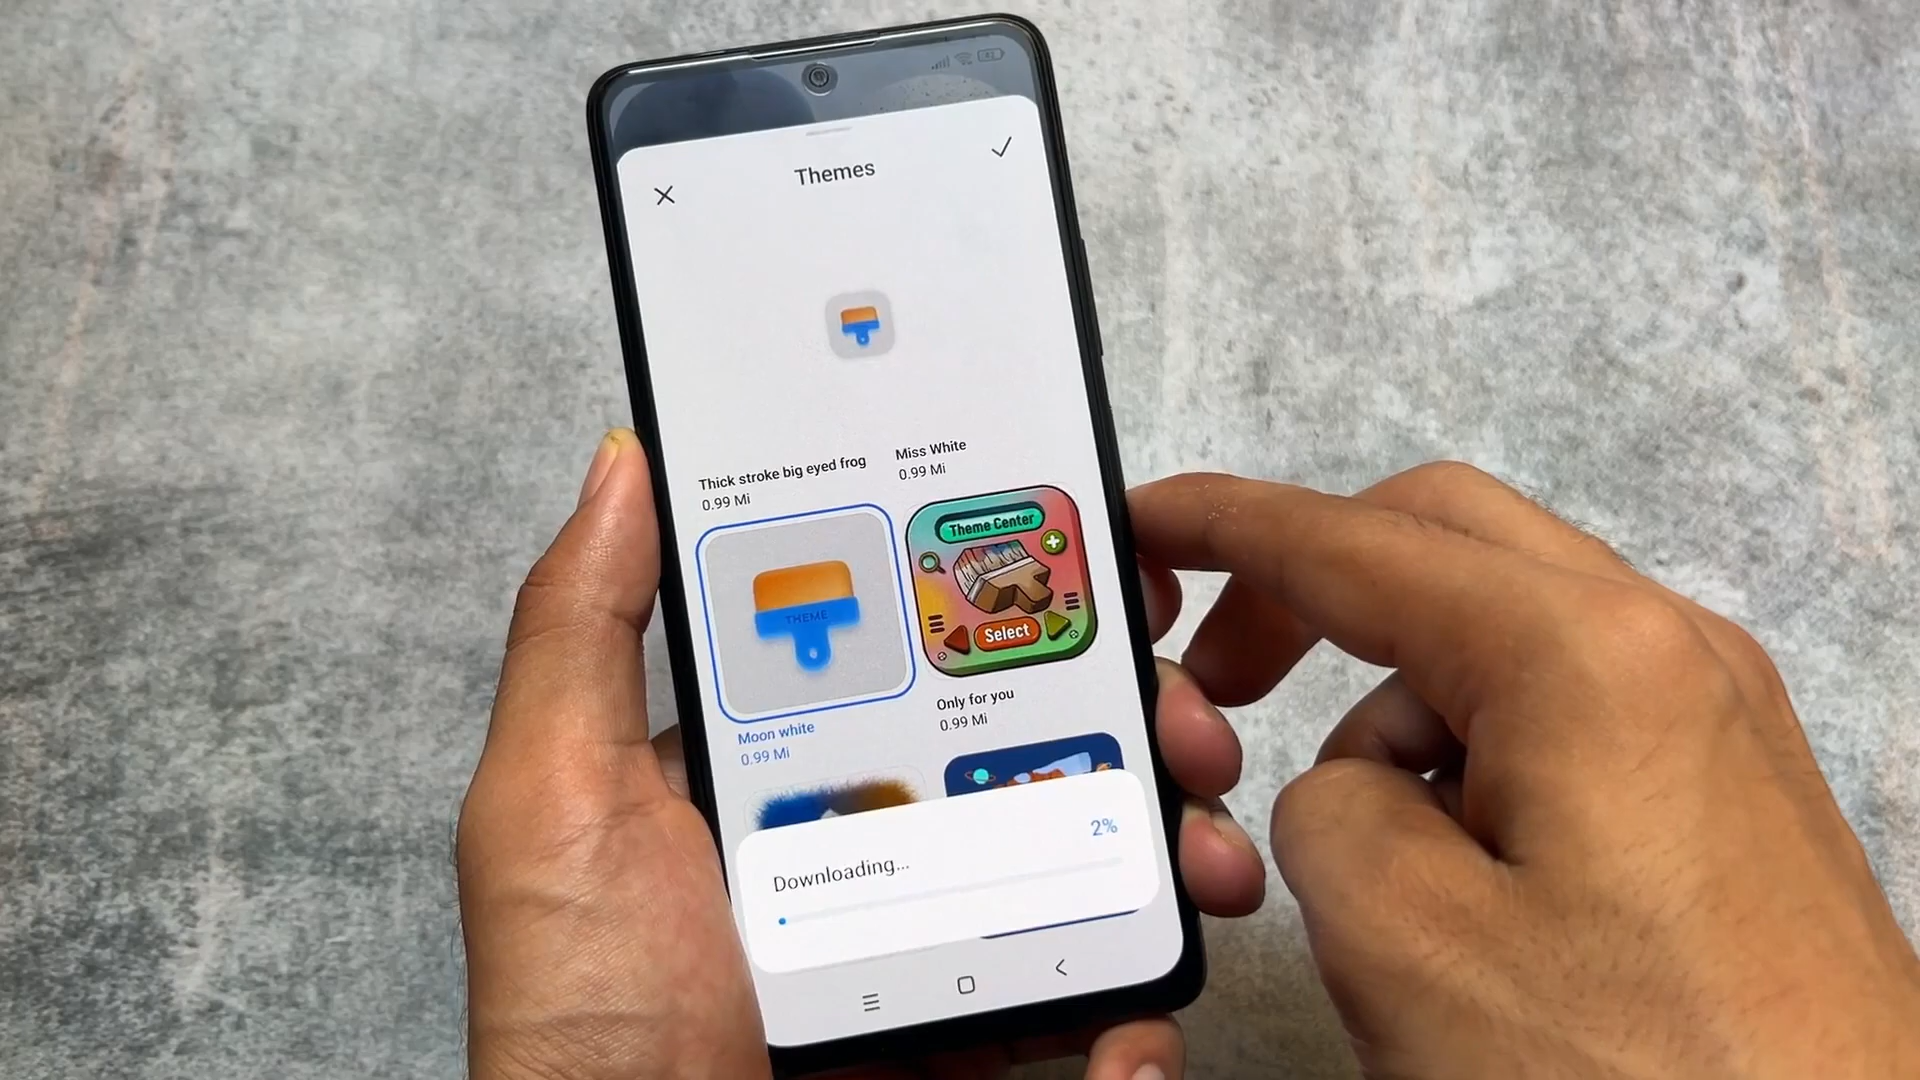 Themes
Thick stroke big eyed frog
0.99 Mi
Miss White
0.99 Mi
THEME
Moon white
0.99 Mi
Theme Center
Select
Only for you
0.99 Mi
2%
Downloading...